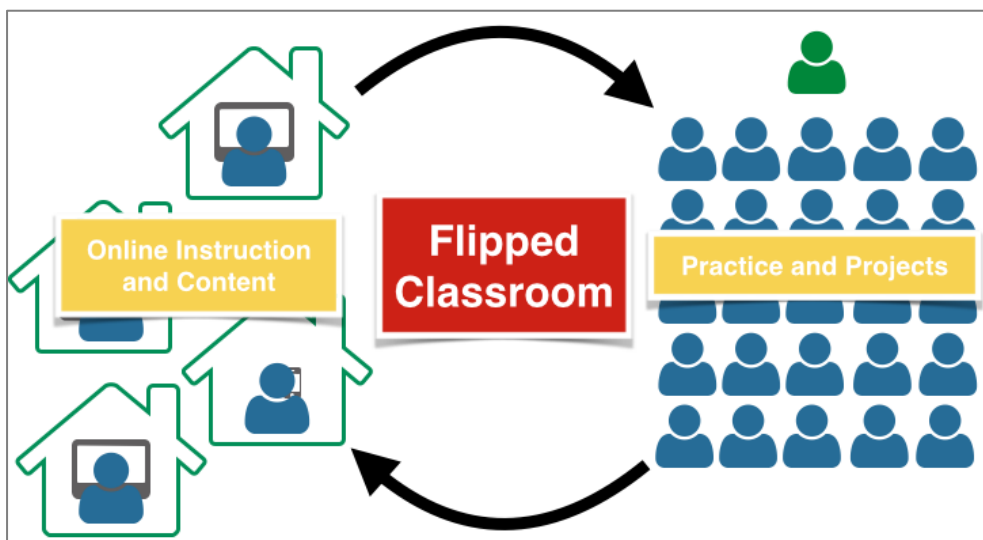 Online Instruction
and Content
Flipped
Classroom
Practice and Projects